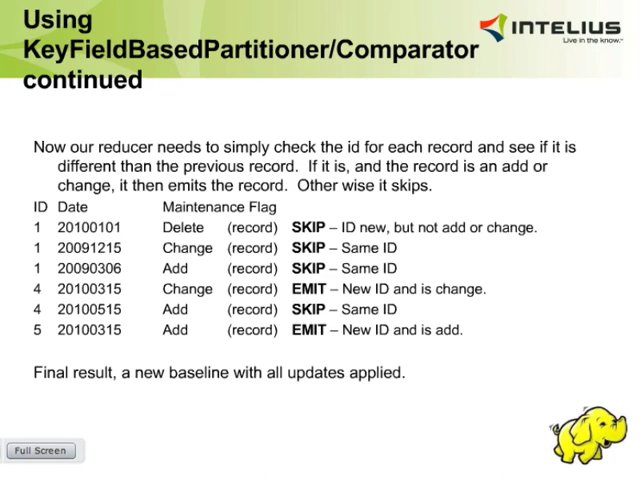 Using
KeyFieldBasedPartitioner/Comparator
continued
INTELIUS
Live in the know.™
Now our reducer needs to simply check the id for each record and see if it is
different than the previous record. If it is, and the record is an add or
change, it then emits the record. Other wise it skips.
ID Date Maintenance Flag
1 20100101 Delete (record) SKIP – ID new, but not add or change.
1 20091215 Change (record) SKIP – Same ID
1 20090306 Add (record) SKIP – Same ID
4 20100315 Change (record) EMIT – New ID and is change.
4 20100515 Add (record) SKIP – Same ID
5 20100315 Add (record) EMIT – New ID and is add.
Final result, a new baseline with all updates applied.
Full Screen